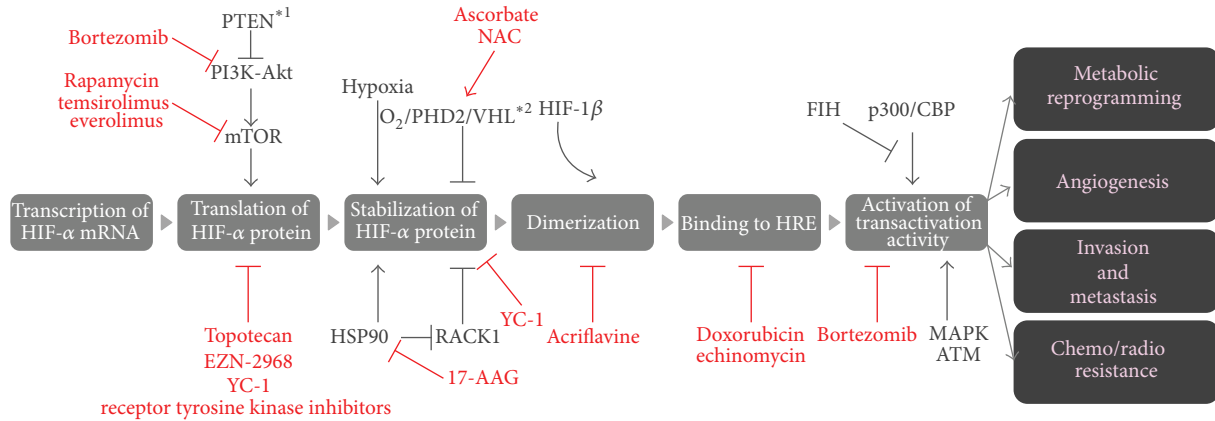 PTEN*1
Bortezomib
PI3K-Akt
Rapamycin
temsirolimus
everolimus
mTOR
Ascorbate
NAC
Hypoxia
O2/PHD2/VHL*2
HIF-1β
FIH
p300/CBP
Transcription of
HIF-α mRNA
Translation of
HIF-α protein
Stabilization of
HIF-α protein
Dimerization
Binding to HRE
Activation of
transactivation
activity
Metabolic
reprogramming
Angiogenesis
Invasion
and
metastasis
Chemo/radio
resistance
Topotecan
EZN-2968
YC-1
receptor tyrosine kinase inhibitors
HSP90
RACK1
YC-1
17-AAG
Acriflavine
Doxorubicin
echinomycin
Bortezomib
MAPK
ATM